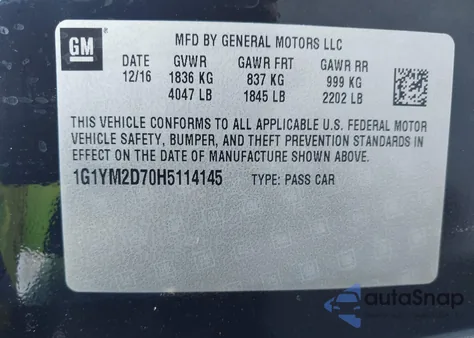 GM
MFD BY GENERAL MOTORS LLC
DATE GVWR GAWR FRT GAWR RR
12/16 1836 KG 837 KG 999 KG
4047 LB 1845 LB 2202 LB
THIS VEHICLE CONFORMS TO ALL APPLICABLE U.S. FEDERAL MOTOR
VEHICLE SAFETY, BUMPER, AND THEFT PREVENTION STANDARDS
IN EFFECT ON THE DATE OF MANUFACTURE SHOWN ABOVE.
1G1YM2D70H5114145 TYPE: PASS CAR
autoSnap